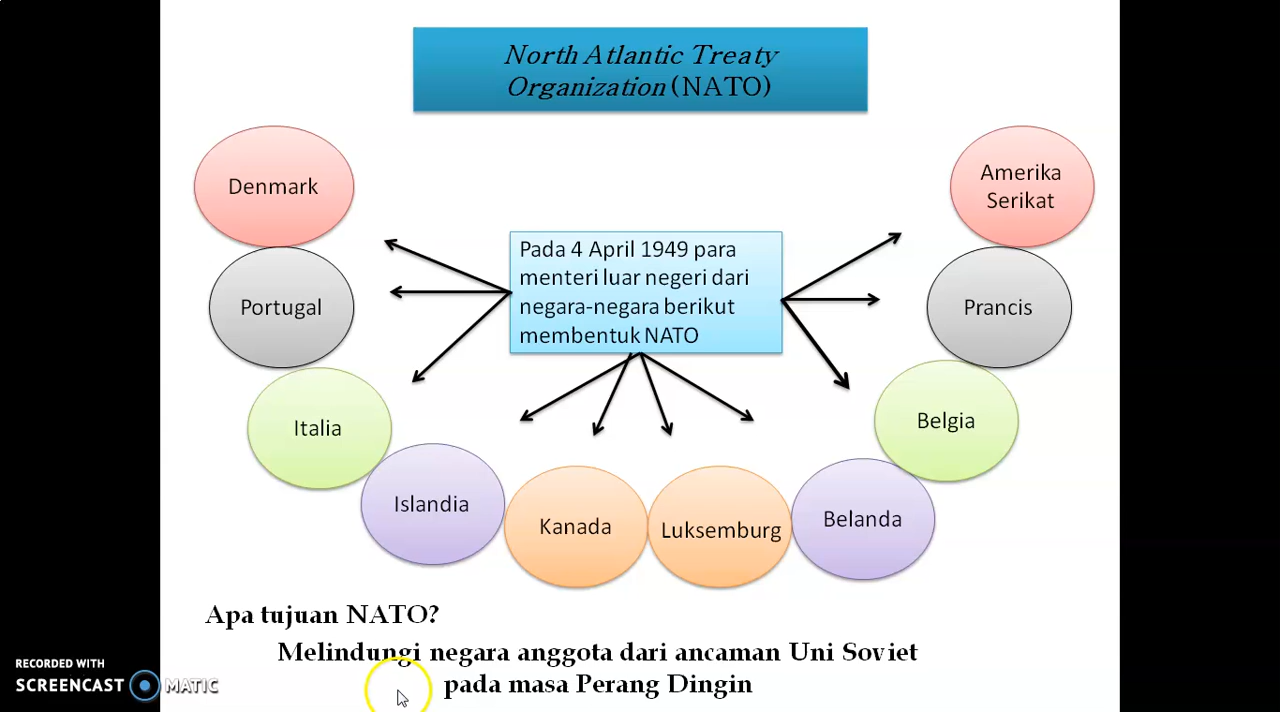 North Atlantic Treaty
Organization (NATO)
Denmark
Amerika
Serikat
Pada 4 April 1949 para
menteri luar negeri dari
negara-negara berikut
membentuk NATO
Portugal
Prancis
Italia
Belgia
Islandia
Kanada
Luksemburg
Belanda
Apa tujuan NATO?
Melindungi negara anggota dari ancaman Uni Soviet
pada masa Perang Dingin
RECORDED WITH
SCREENCAST MATIC